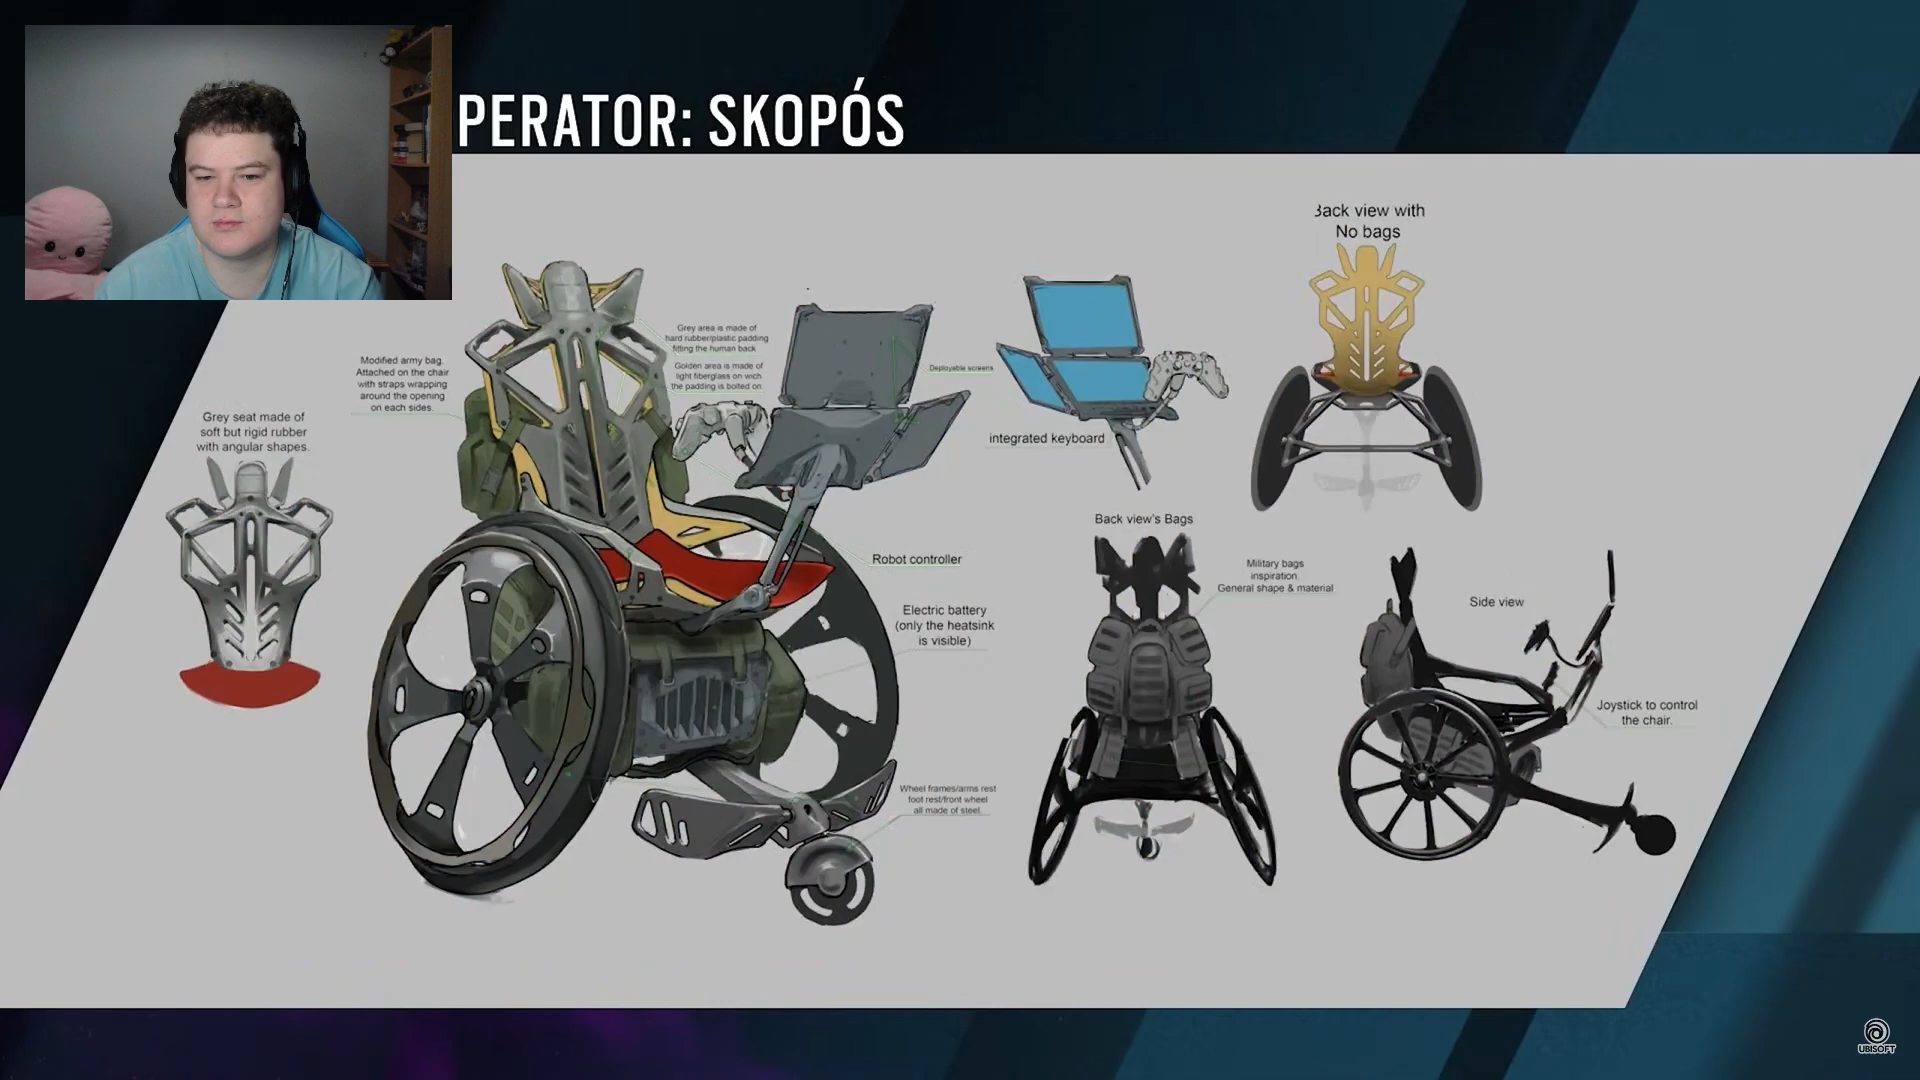 PERATOR: SKOPÓS
Back view with
No bags
Grey area is made of
hard rubber/plastic padding
fitting the human back
Golden area is made of
light fiberglass on wich
the padding is bolted on
Modified army bag.
Attached on the chair
with straps wrapping
around the opening
on each sides.
Deployable screens
Grey seat made of
soft but rigid rubber
with angular shapes.
integrated keyboard
Back view's Bags
Robot controller
Military bags
inspiration.
General shape & material
Side view
Electric battery
(only the heatsink
is visible)
Joystick to control
the chair.
Wheel frames/arms rest
foot rest/front wheel
all made of steel.
UBISOFT